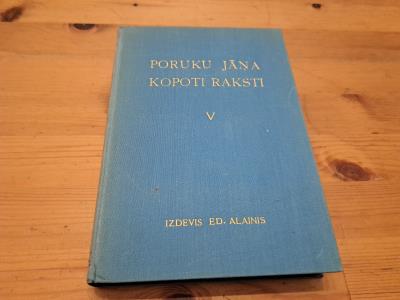 PORUKU JĀŅA
KOPOTI RAKSTI
V
IZDEVIS ED. ALAINIS